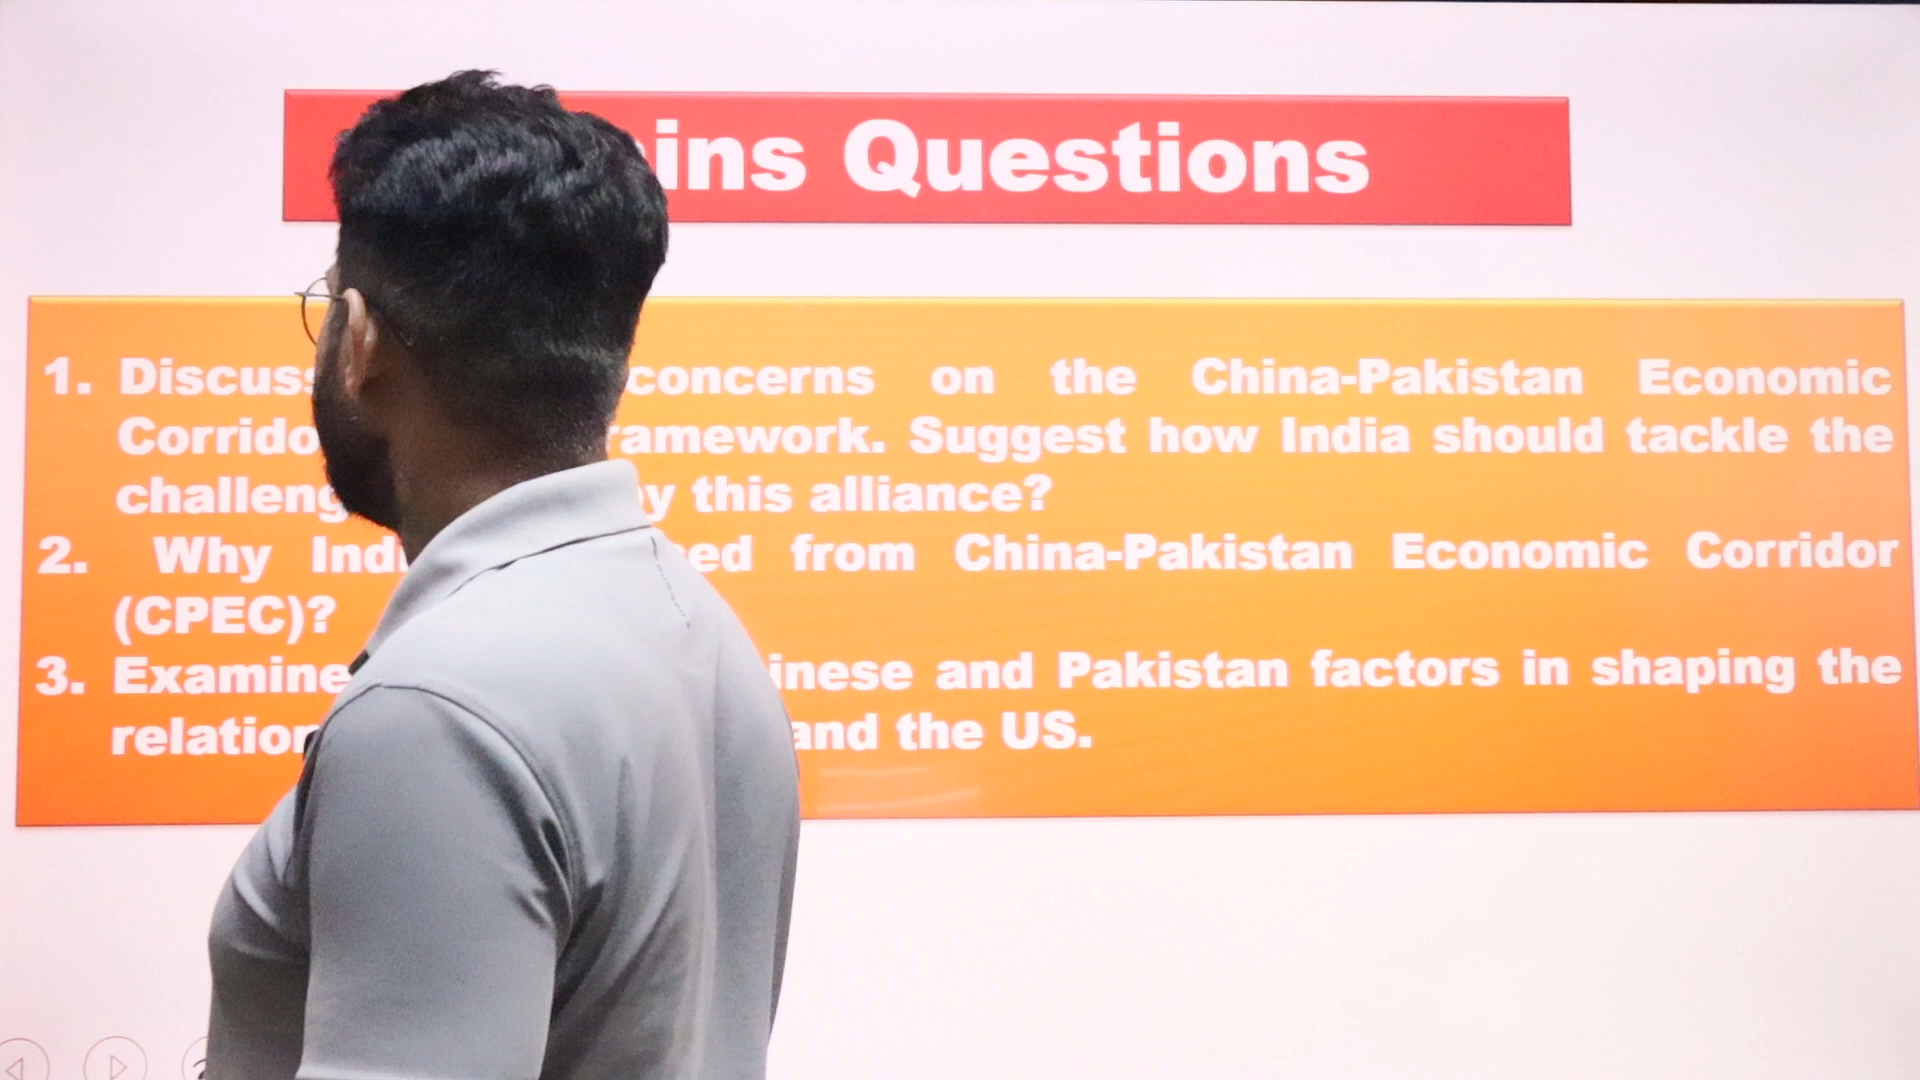 ins Questions
1. Discuss concerns on the China-Pakistan Economic
Corrido ramework. Suggest how India should tackle the
challeng y this alliance?
2. Why Indi ed from China-Pakistan Economic Corridor
(CPEC)?
3. Examine inese and Pakistan factors in shaping the
relation and the US.